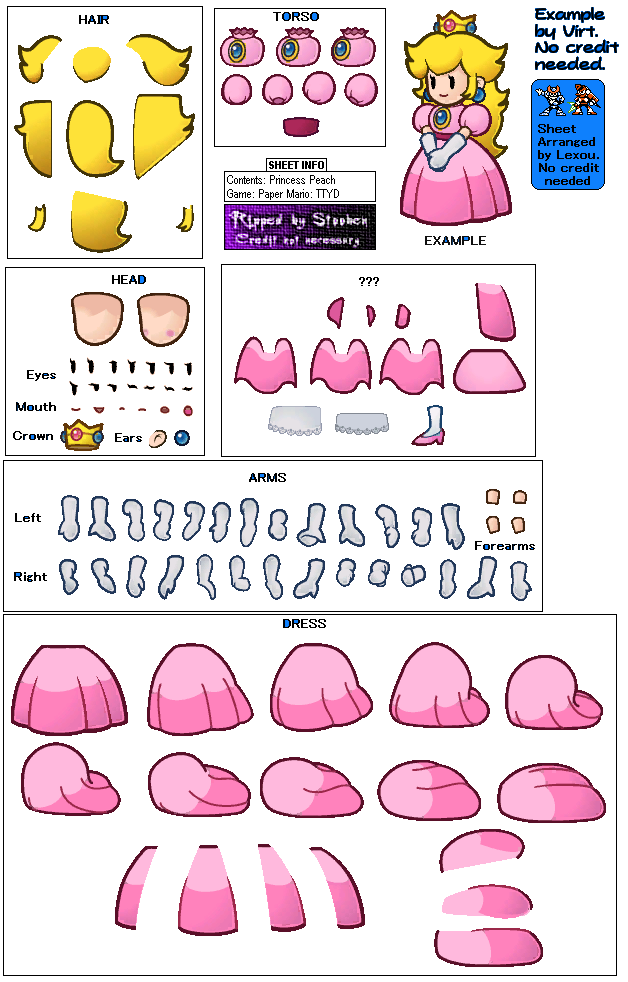 HAIR
TORSO
Example
by Virt.
No credit
needed.
Sheet
Arranged
by Lexou.
No credit
needed
SHEET INFO
Contents: Princess Peach
Game: Paper Mario: TTYD
Ripped by Stooben
Credit not necessary
EXAMPLE
HEAD
Eyes
Mouth
Crown
Ears
???
ARMS
Left
Forearms
Right
DRESS